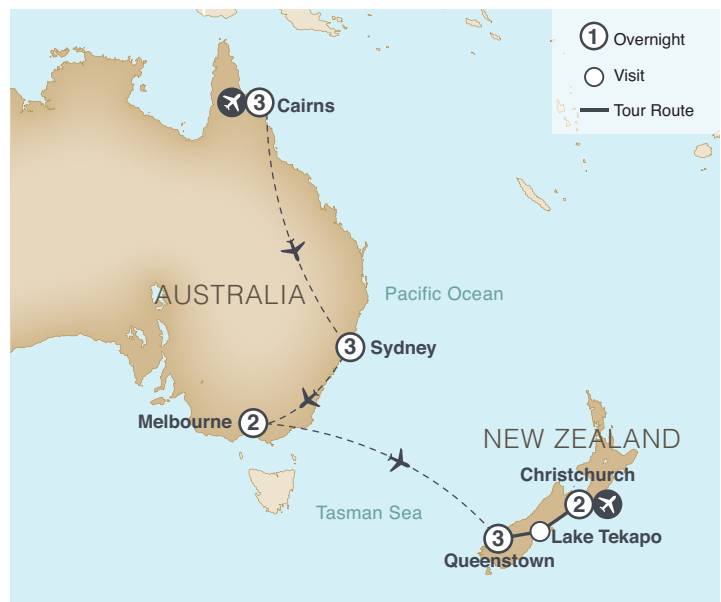 1 Overnight
Visit
Tour Route
3 Cairns
AUSTRALIA
Pacific Ocean
3 Sydney
Melbourne 2
NEW ZEALAND
Christchurch
2
Tasman Sea
3
Lake Tekapo
Queenstown